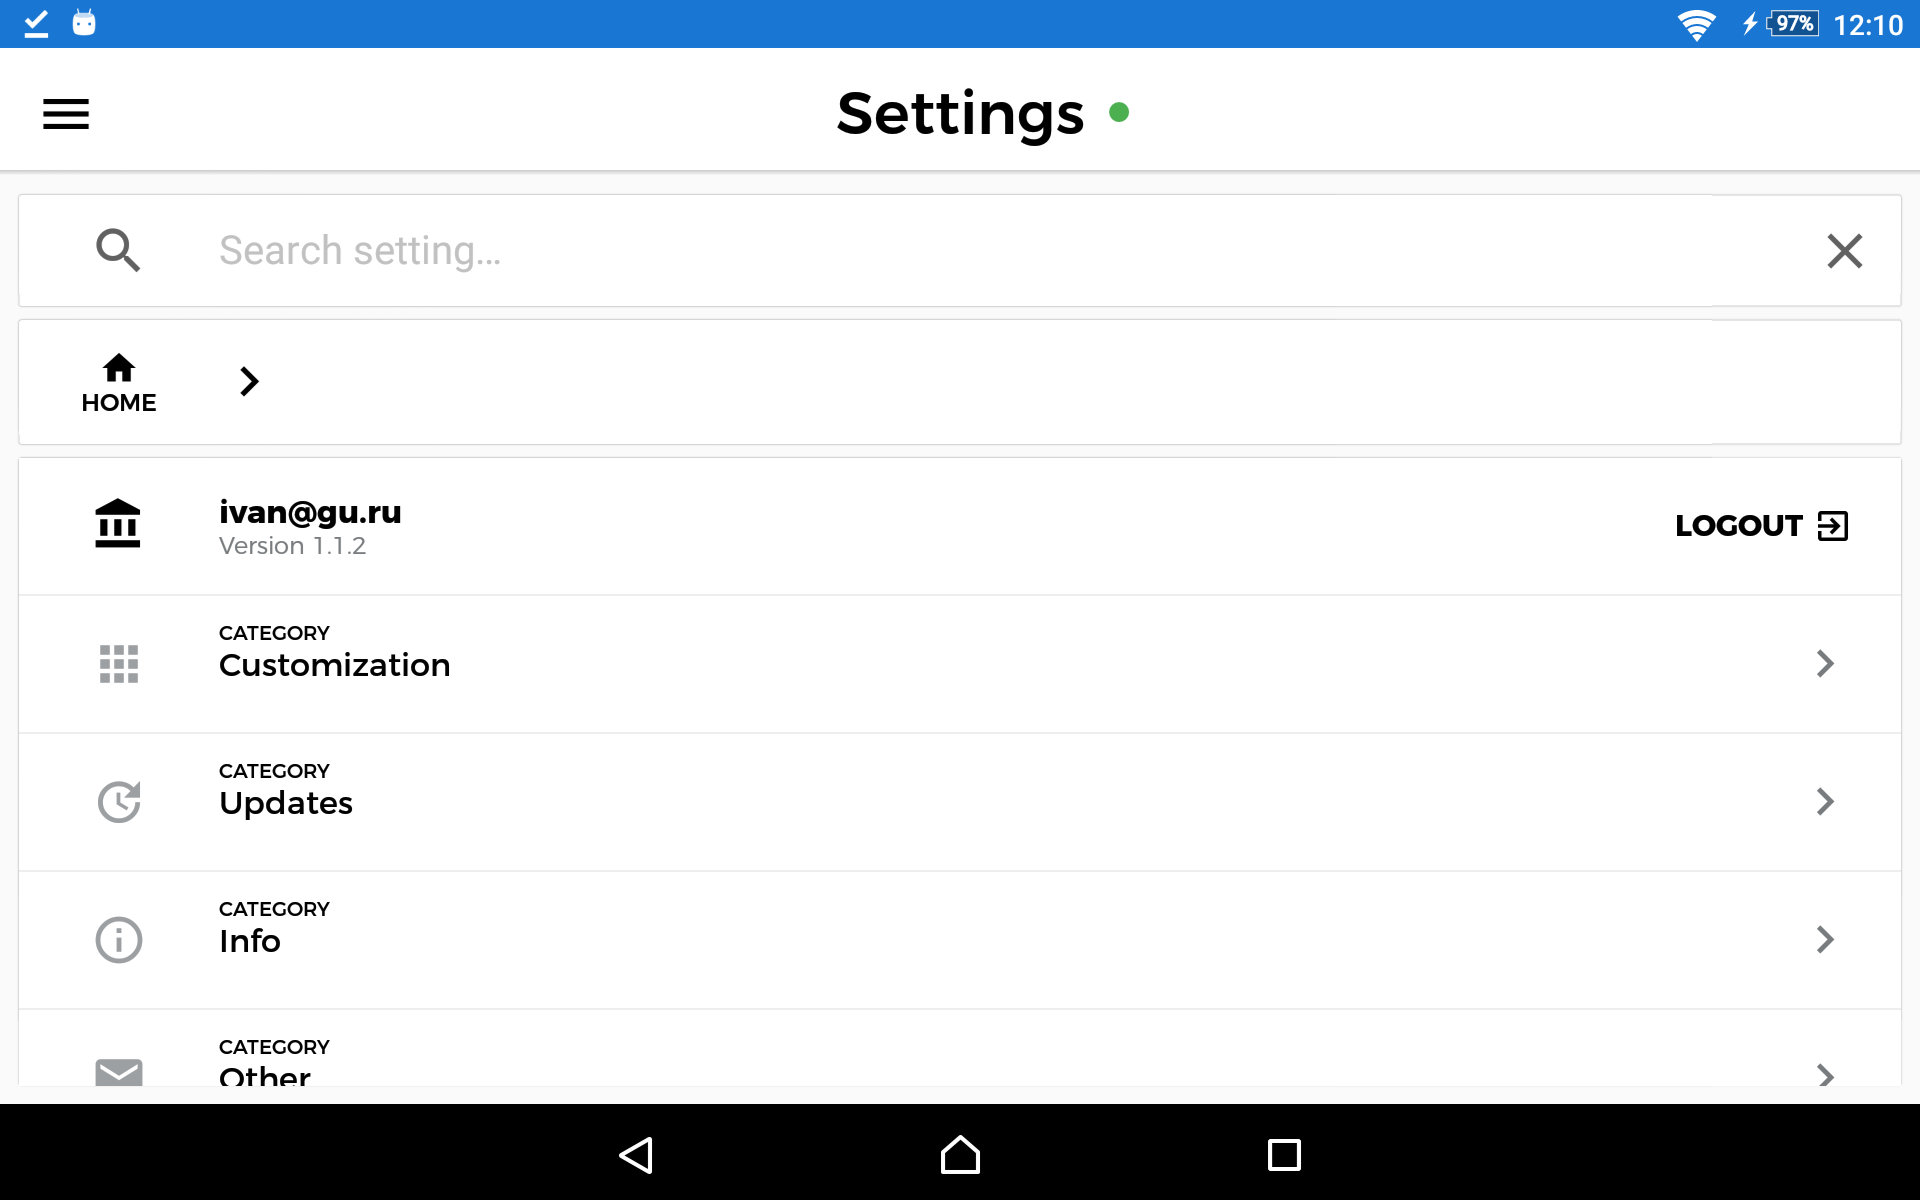 97% 12:10
Settings
Search setting...
HOME
ivan@gu.ru
Version 1.1.2
LOGOUT
CATEGORY
Customization
CATEGORY
Updates
CATEGORY
Info
CATEGORY
Other